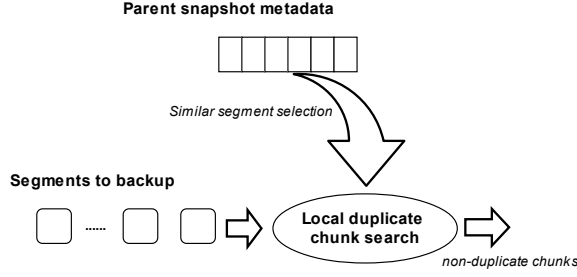 Parent snapshot metadata
Similar segment selection
Segments to backup
......
Local duplicate
chunk search
non-duplicate chunks